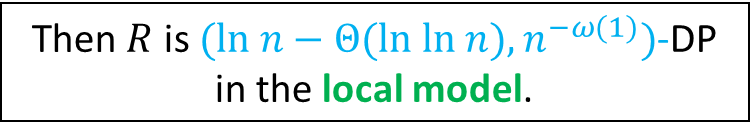 Then R is (ln n − Θ(ln ln n), n^{−ω(1)})-DP
in the local model.